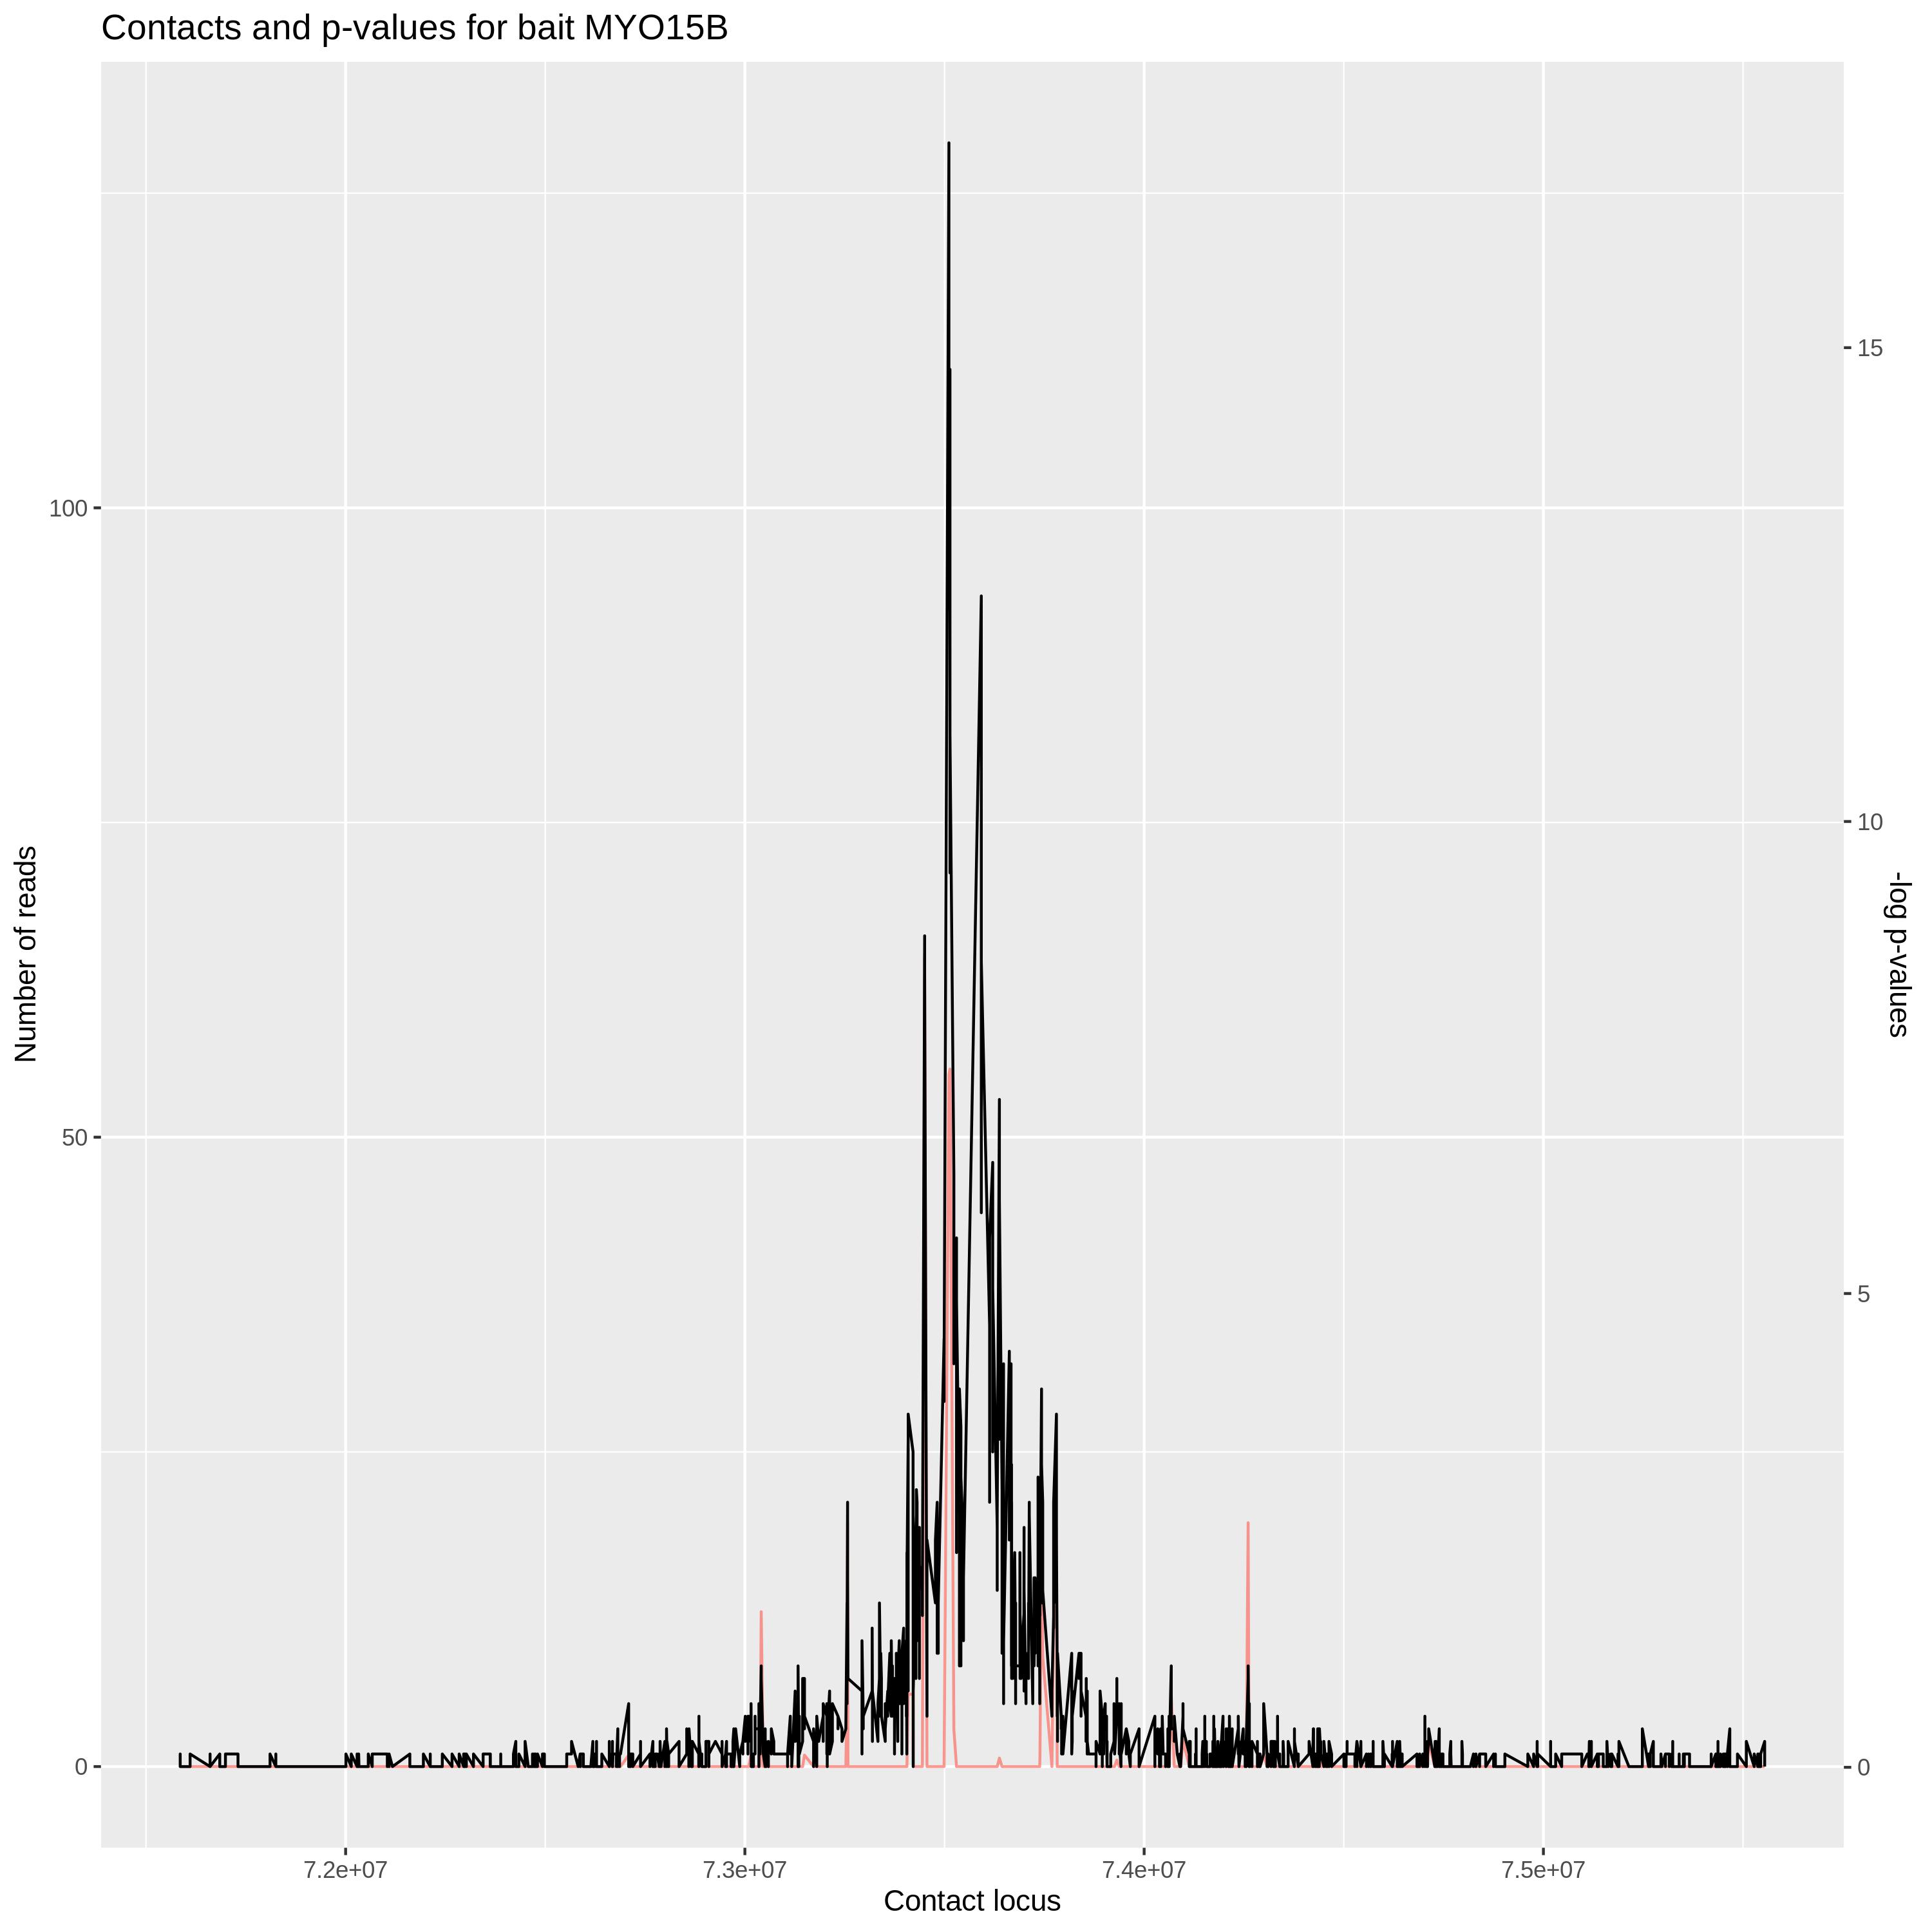 Contacts and p-values for bait MYO15B
Number of reads
100
50
0
15
10
5
0
-log p-values
7.2e+07
7.3e+07
7.4e+07
7.5e+07
Contact locus